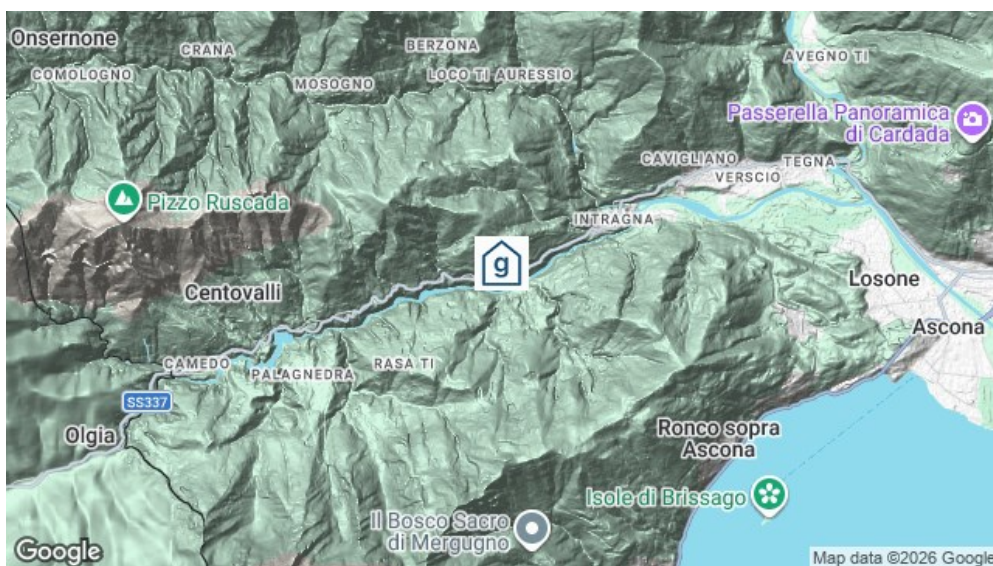 Onsernone
CRANA
BERZONA
AVEGNO TI
COMOLOGNO
MOSOGNO
LOCO TI AURESSIO
Passerella Panoramica
di Cardada
CAVIGLIANO
TEGNA
VERSCIO
Pizzo Ruscada
INTRAGNA
g
Centovalli
Losone
Ascona
CAMEDO
PALAGNEDRA
RASA TI
SS337
Olgia
Ronco sopra
Ascona
Isole di Brissago
Il Bosco Sacro
di Mergugno
Google
Map data ©2026 Google